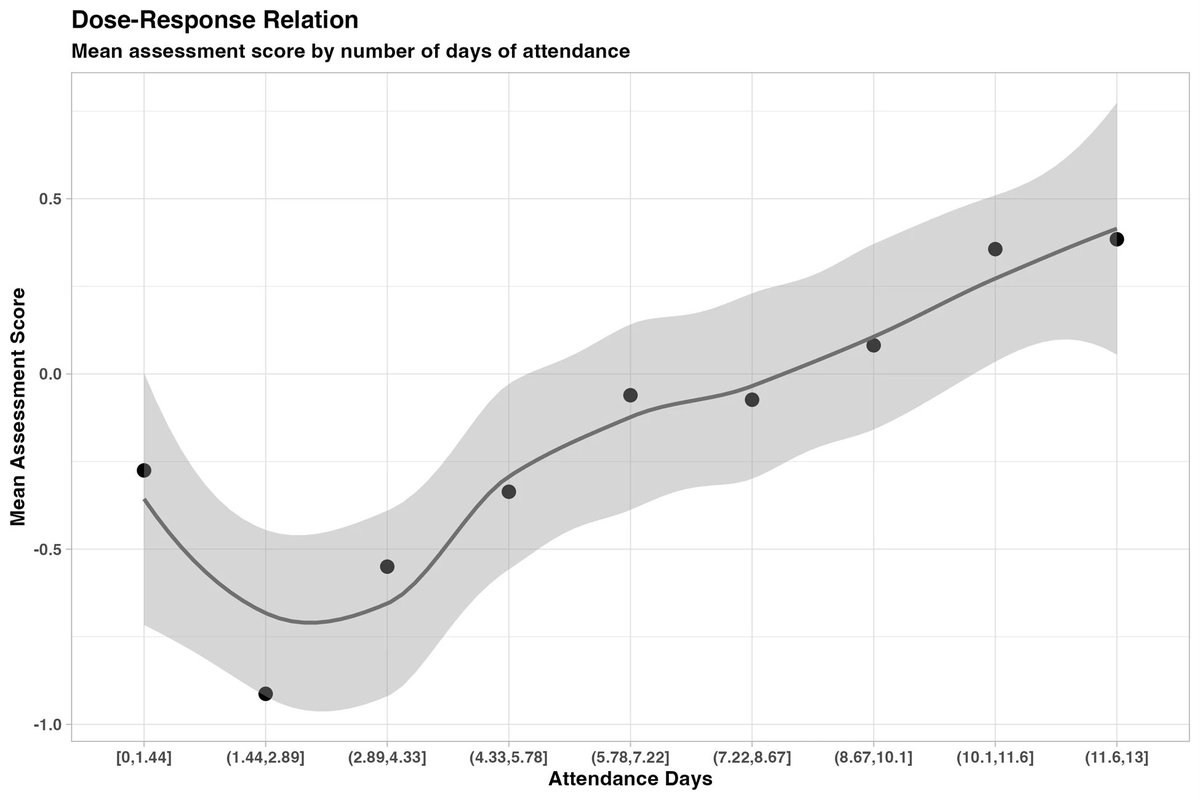 Dose-Response Relation
Mean assessment score by number of days of attendance
Mean Assessment Score
0.5
0.0
-0.5
-1.0
[0,1.44] (1.44,2.89] (2.89,4.33] (4.33,5.78] (5.78,7.22] (7.22,8.67] (8.67,10.1] (10.1,11.6] (11.6,13]
Attendance Days